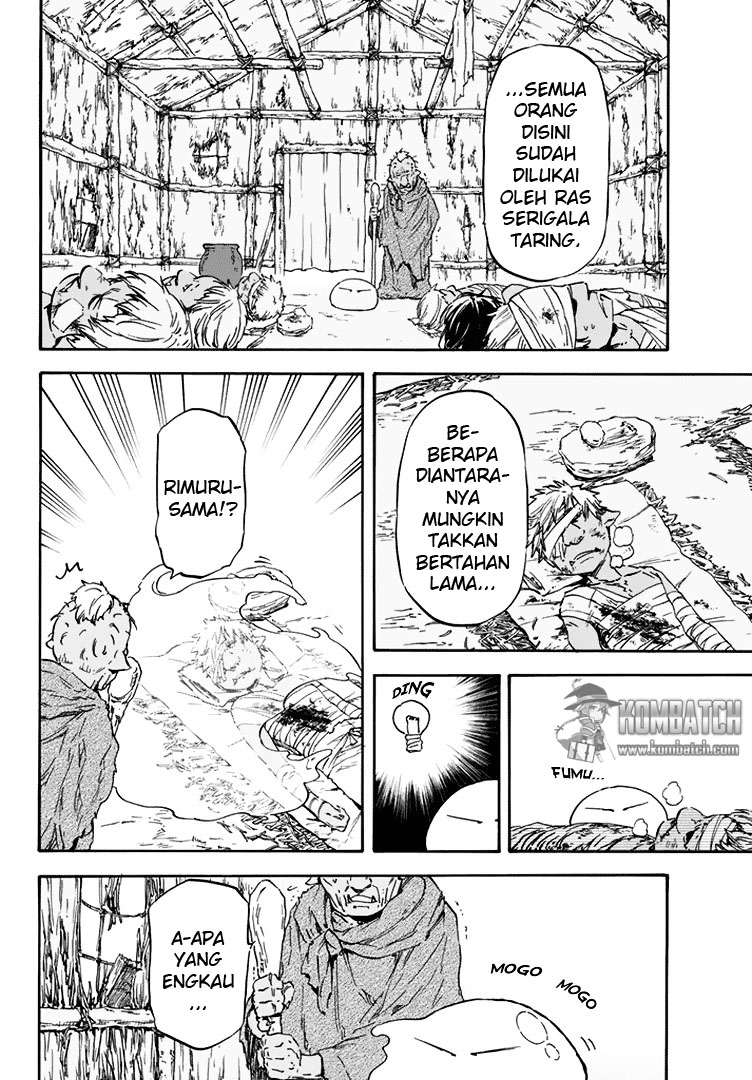 ...SEMUA
ORANG
DISINI
SUDAH
DILUKAI
OLEH RAS
SERIGALA
TARING.
BE-
BERAPA
DIANTARA-
NYA
MUNGKIN
TAKKAN
BERTAHAN
LAMA...
KOMBATCH
www.kombatch.com
FUMU...
DING
RIMURU-
SAMA!?
A-APA
YANG
ENGKAU
...
MOGO
MOGO